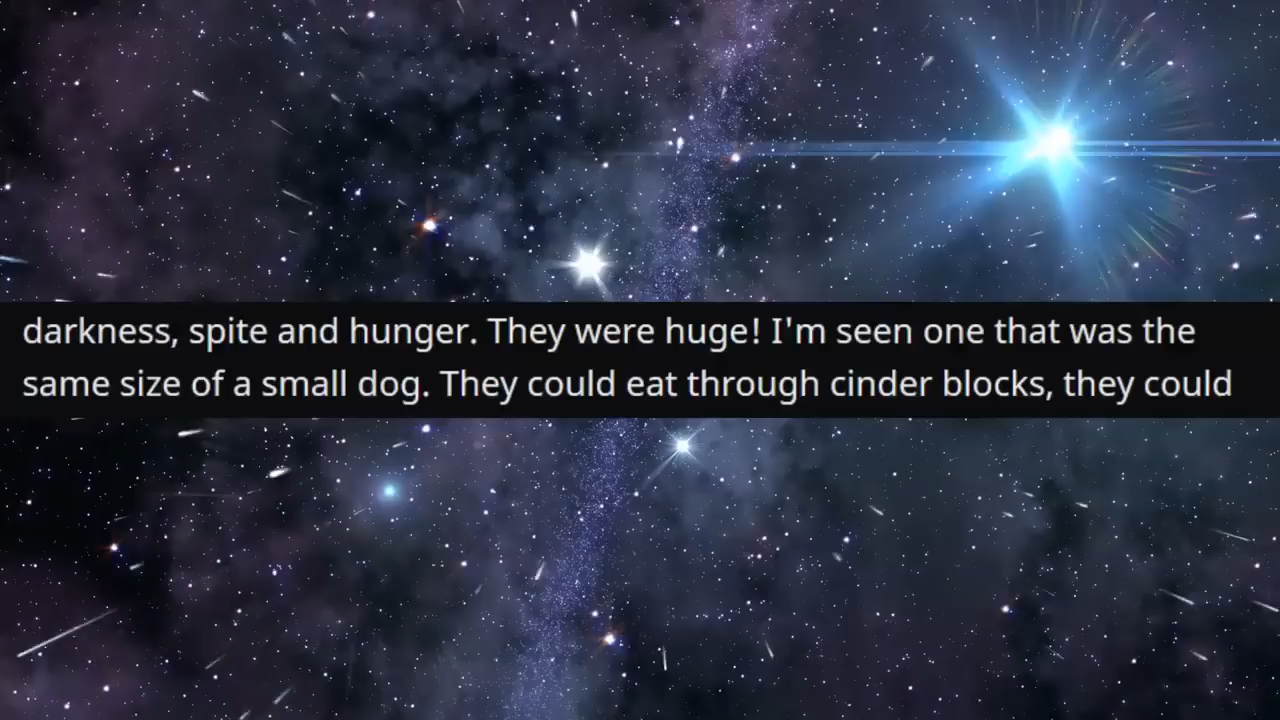 darkness, spite and hunger. They were huge! I'm seen one that was the
same size of a small dog. They could eat through cinder blocks, they could